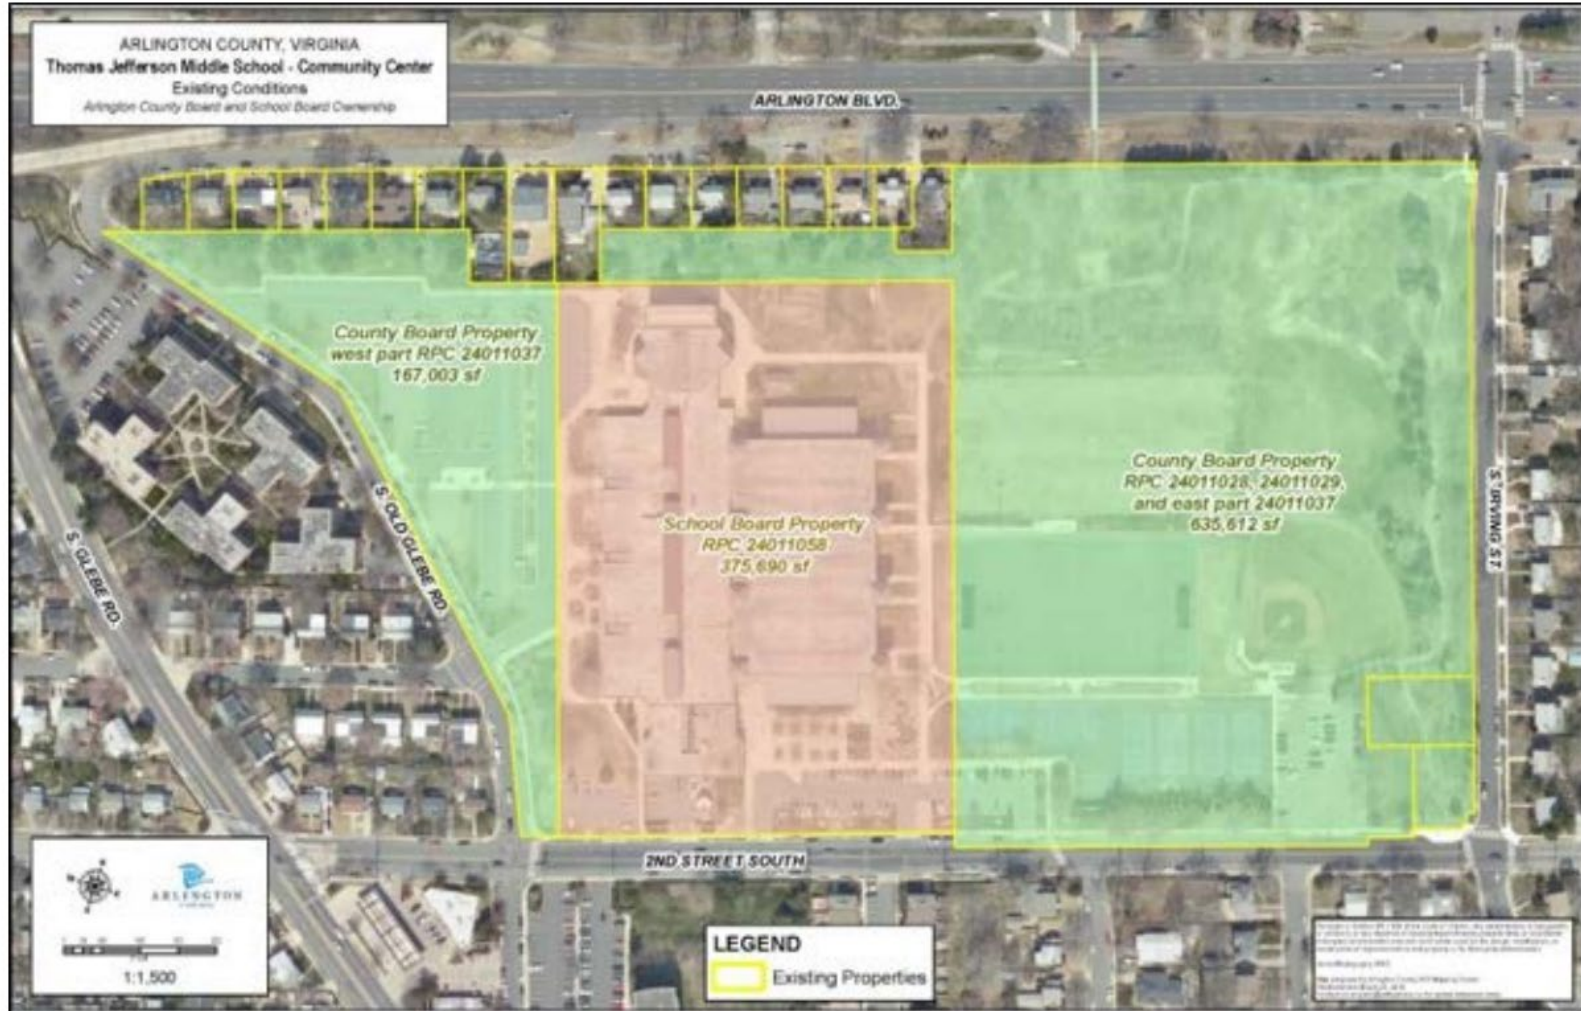 ARLINGTON COUNTY, VIRGINIA
Thomas Jefferson Middle School - Community Center
Existing Conditions
Arlington County Board and School Board Ownership
ARLINGTON BLVD.
County Board Property
west part RPC 24011037
167,003 sf
County Board Property
RPC 24011028, 24011029,
and east part 24011037
635,612 sf
School Board Property
RPC 24011058
375,690 sf
S. OLD GLEBE RD.
S. GLEBE RD.
S. IRVING ST.
2ND STREET SOUTH
ARLINGTON
1:1,500
LEGEND
Existing Properties